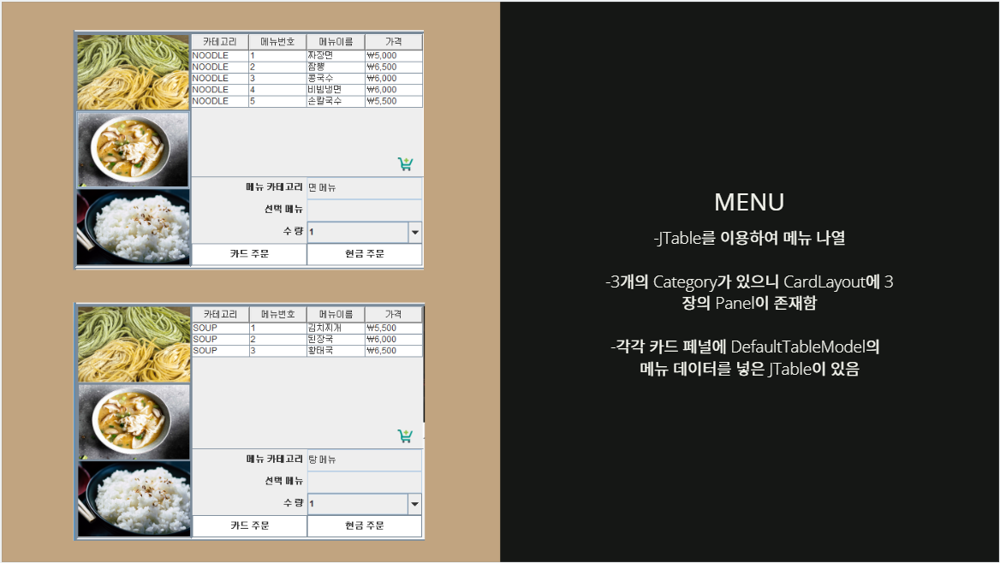 카테고리 메뉴번호 메뉴이름 가격
NOODLE 1 짜장면 ₩5,000
NOODLE 2 짬뽕 ₩6,500
NOODLE 3 콩국수 ₩6,000
NOODLE 4 비빔냉면 ₩6,000
NOODLE 5 손칼국수 ₩5,500
메뉴 카테고리 면 메뉴
선택 메뉴
수 량 1
카드 주문 현금 주문
카테고리 메뉴번호 메뉴이름 가격
SOUP 1 김치찌개 ₩5,500
SOUP 2 된장국 ₩6,000
SOUP 3 황태국 ₩6,500
메뉴 카테고리 탕 메뉴
선택 메뉴
수 량 1
카드 주문 현금 주문
MENU
-JTable를 이용하여 메뉴 나열
-3개의 Category가 있으니 CardLayout에 3
장의 Panel이 존재함
-각각 카드 페널에 DefaultTableModel의
메뉴 데이터를 넣은 JTable이 있음